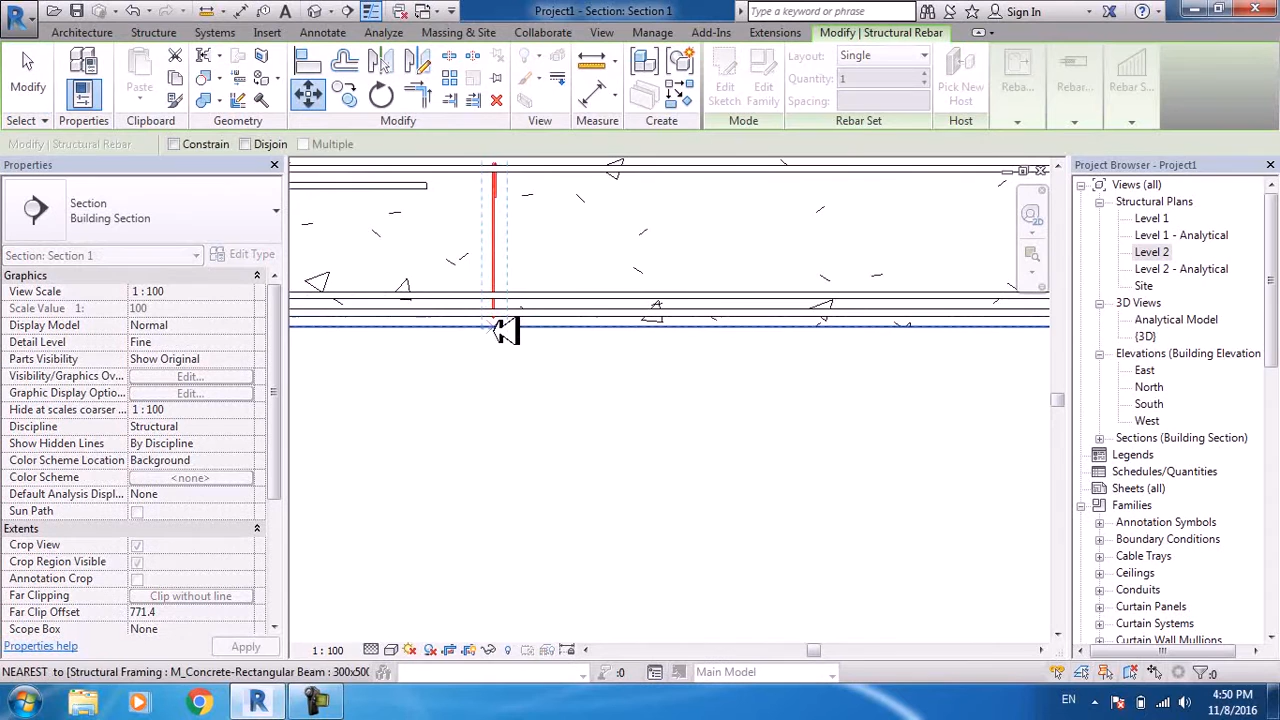 Project1 - Section: Section 1
Type a keyword or phrase
Sign In
Architecture
Structure
Systems
Insert
Annotate
Analyze
Massing & Site
Collaborate
View
Manage
Add-Ins
Extensions
Modify | Structural Rebar
Modify
Paste
Edit Sketch
Edit Family
Layout: Single
Quantity: 1
Spacing:
Pick New Host
Reba...
Rebar...
Rebar S...
Select
Properties
Clipboard
Geometry
Modify
View
Measure
Create
Mode
Rebar Set
Host
Modify | Structural Rebar
Constrain
Disjoin
Multiple
Properties
Section
Building Section
Section: Section 1
Edit Type
Graphics
View Scale 1 : 100
Scale Value 1: 100
Display Model Normal
Detail Level Fine
Parts Visibility Show Original
Visibility/Graphics Ov... Edit...
Graphic Display Optio... Edit...
Hide at scales coarser ... 1 : 100
Discipline Structural
Show Hidden Lines By Discipline
Color Scheme Location Background
Color Scheme <none>
Default Analysis Displ... None
Sun Path
Extents
Crop View
Crop Region Visible
Annotation Crop
Far Clipping Clip without line
Far Clip Offset 771.4
Scope Box None
Properties help
Apply
2D
1 : 100
Project Browser - Project1
Views (all)
Structural Plans
Level 1
Level 1 - Analytical
Level 2
Level 2 - Analytical
Site
3D Views
Analytical Model
{3D}
Elevations (Building Elevation
East
North
South
West
Sections (Building Section)
Legends
Schedules/Quantities
Sheets (all)
Families
Annotation Symbols
Boundary Conditions
Cable Trays
Ceilings
Conduits
Curtain Panels
Curtain Systems
Curtain Wall Mullions
NEAREST to [Structural Framing : M_Concrete-Rectangular Beam : 300x90
:0
Main Model
:0
EN
4:50 PM
11/8/2016